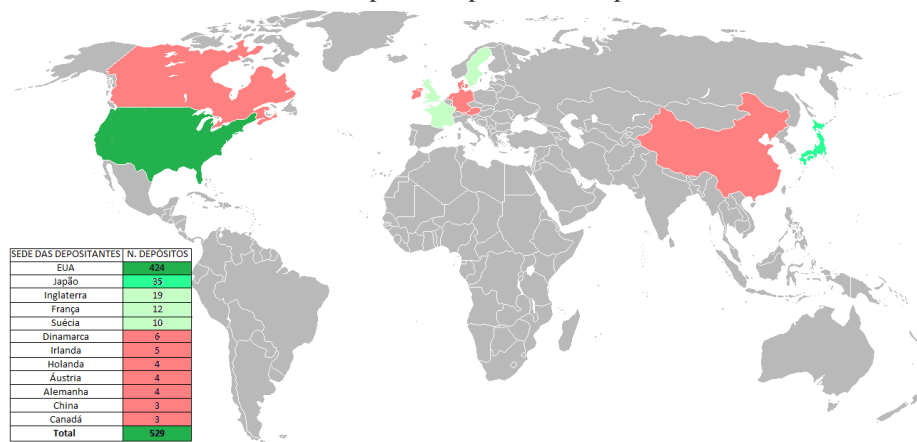 SEDE DAS DEPOSITANTES N. DEPÓSITOS
EUA 424
Japão 35
Inglaterra 19
França 12
Suécia 10
Dinamarca 6
Irlanda 5
Holanda 4
Áustria 4
Alemanha 4
China 3
Canadá 3
Total 529